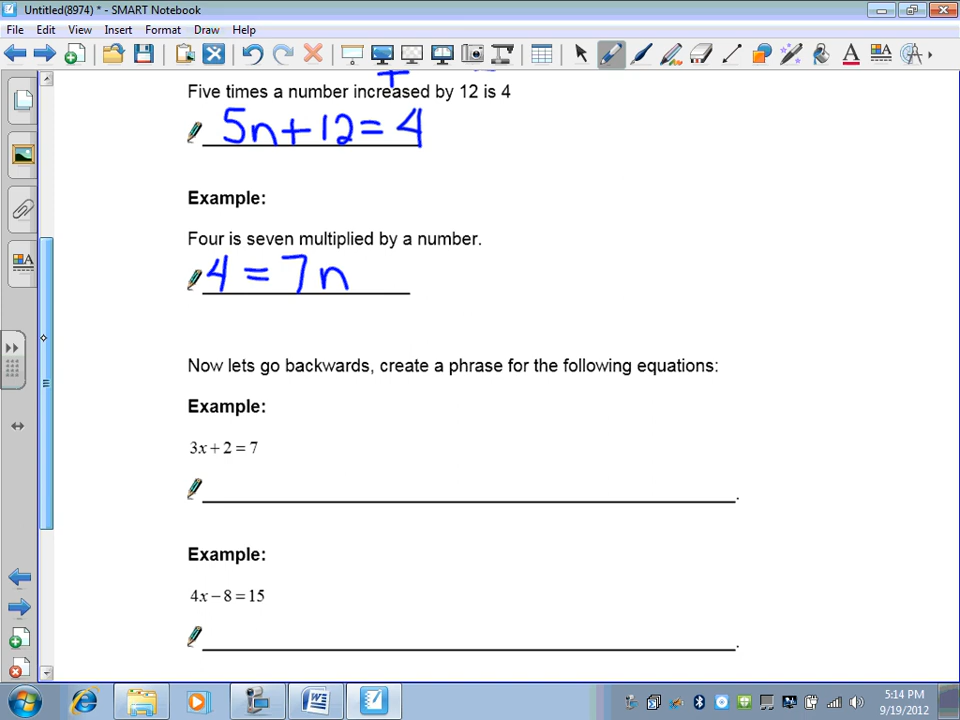 Untitled(8974) * - SMART Notebook
File Edit View Insert Format Draw Help
Five times a number increased by 12 is 4
5n+12=4
Example:
Four is seven multiplied by a number.
4=7n
Now lets go backwards, create a phrase for the following equations:
Example:
3x+2=7
Example:
4x−8=15
5:14 PM
9/19/2012